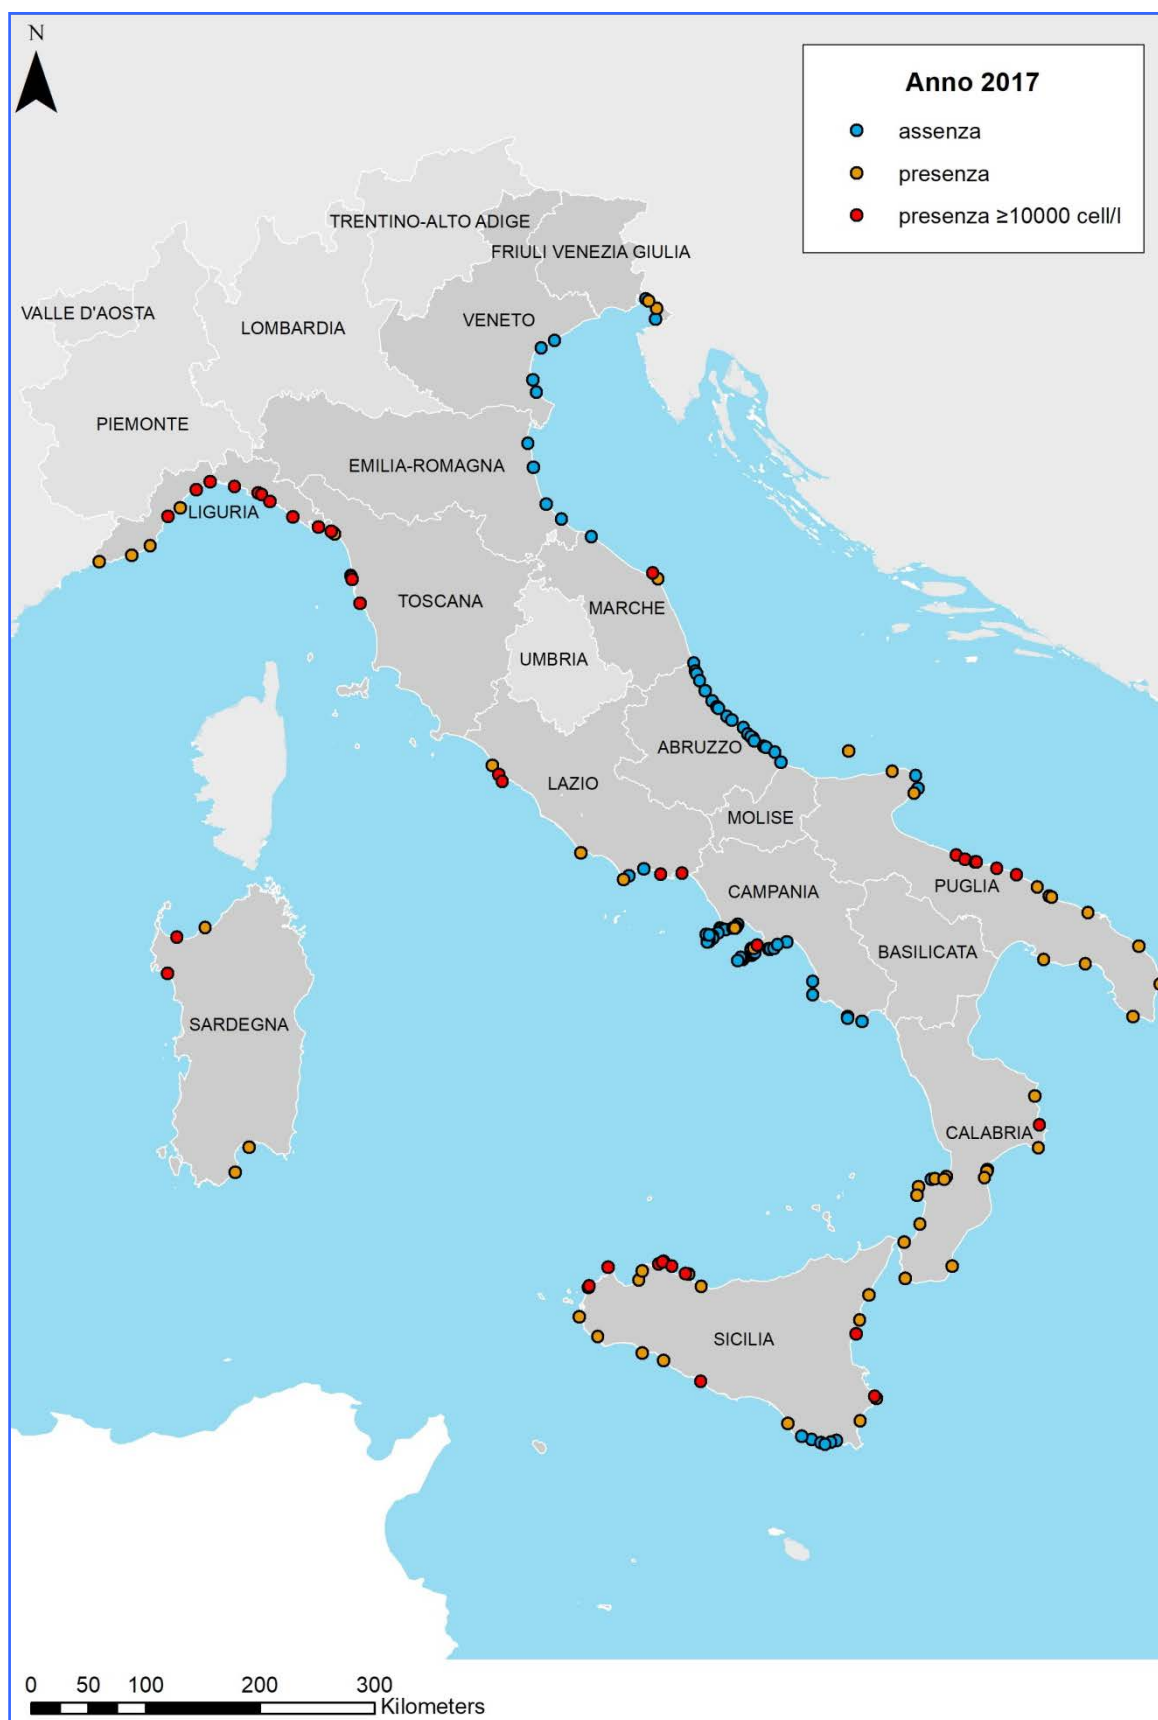 N
Anno 2017
assenza
presenza
presenza ≥10000 cell/l
TRENTINO-ALTO ADIGE
FRIULI VENEZIA GIULIA
VALLE D'AOSTA
LOMBARDIA
VENETO
PIEMONTE
EMILIA-ROMAGNA
LIGURIA
TOSCANA
MARCHE
UMBRIA
ABRUZZO
LAZIO
MOLISE
CAMPANIA
PUGLIA
BASILICATA
SARDEGNA
CALABRIA
SICILIA
0 50 100 200 300
Kilometers